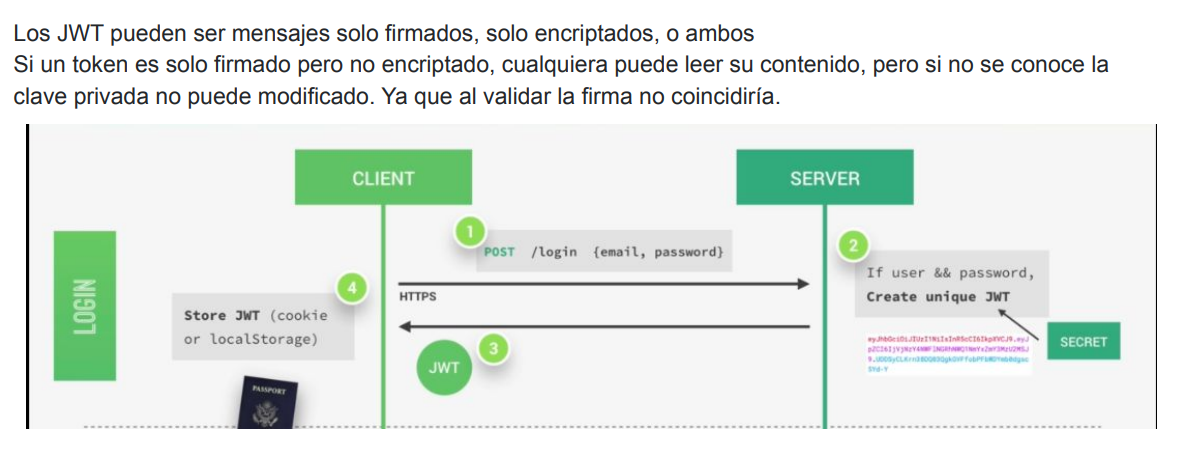 Los JWT pueden ser mensajes solo firmados, solo encriptados, o ambos
Si un token es solo firmado pero no encriptado, cualquiera puede leer su contenido, pero si no se conoce la
clave privada no puede modificado. Ya que al validar la firma no coincidiría.
CLIENT
SERVER
1
POST /login {email, password}
2
If user && password,
Create unique JWT
LOGIN
4
HTTPS
Store JWT (cookie
or localStorage)
3
JWT
SECRET
PASSPORT